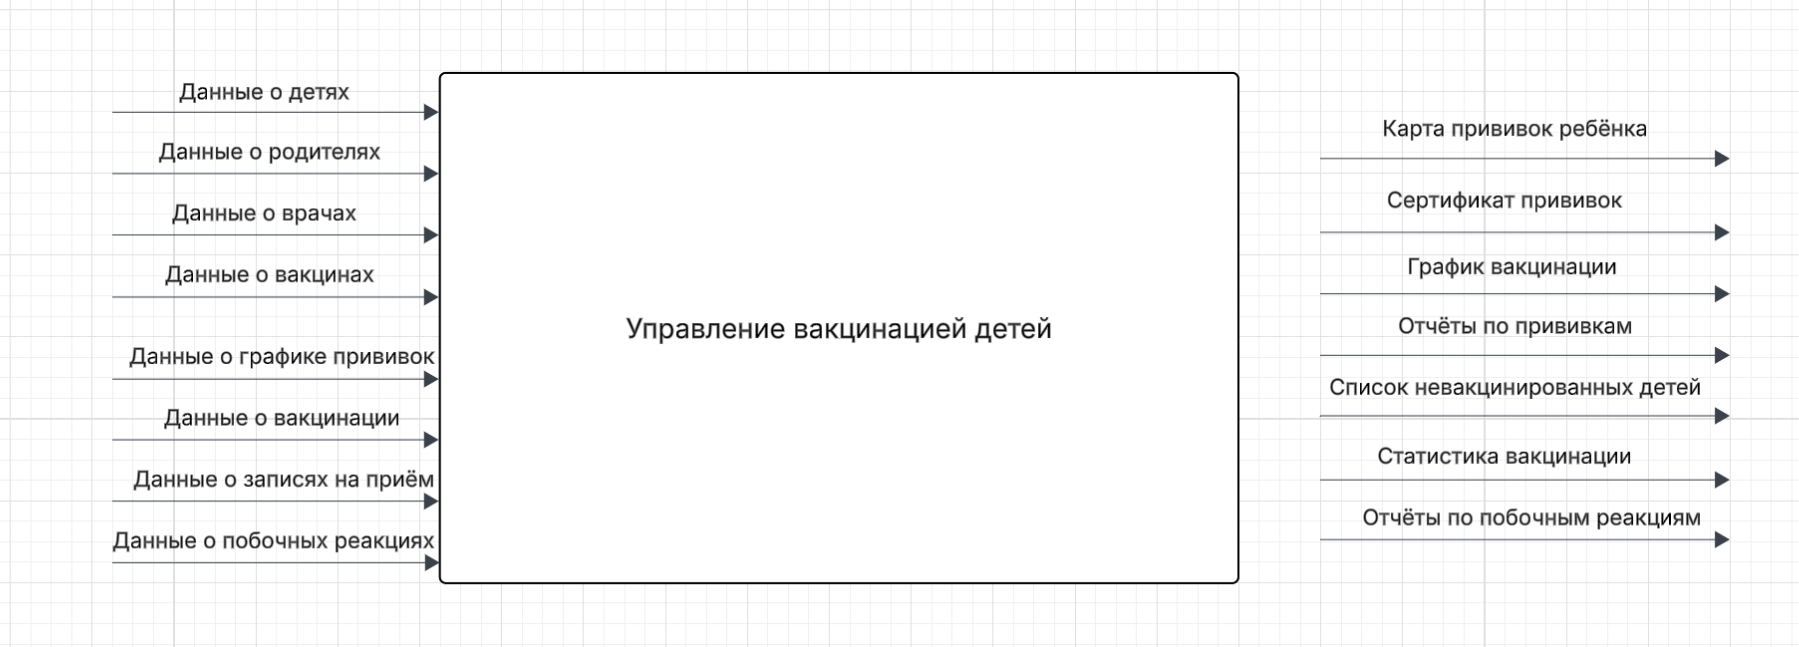 Данные о детях
Данные о родителях
Данные о врачах
Данные о вакцинах
Данные о графике прививок
Данные о вакцинации
Данные о записях на приём
Данные о побочных реакциях
Управление вакцинацией детей
Карта прививок ребёнка
Сертификат прививок
График вакцинации
Отчёты по прививкам
Список невакцинированных детей
Статистика вакцинации
Отчёты по побочным реакциям